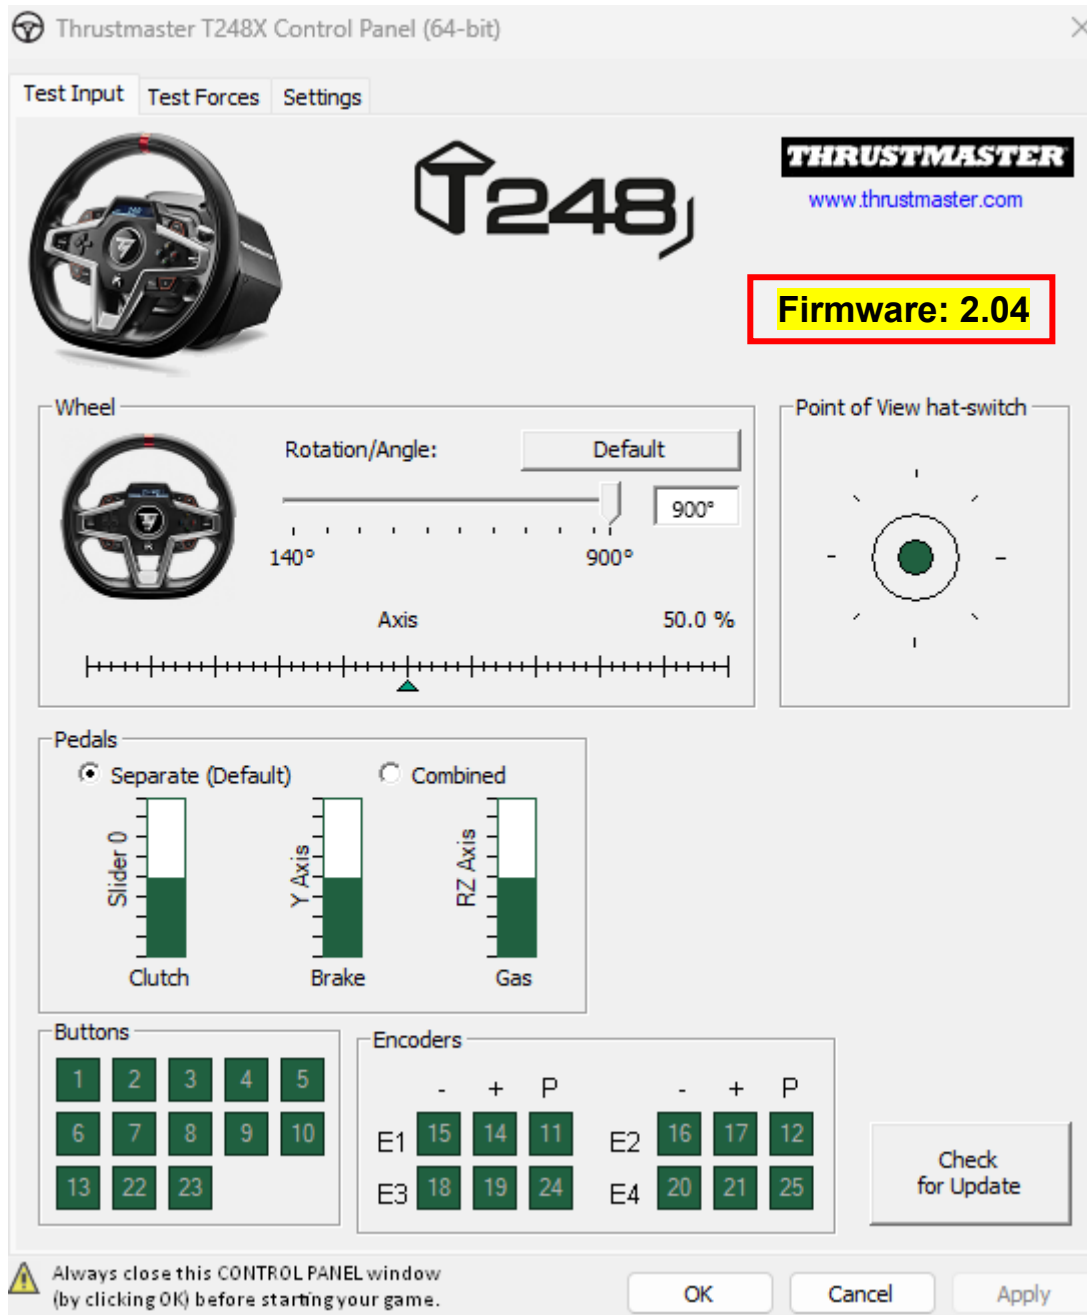 Thrustmaster T248X Control Panel (64-bit)
Test Input Test Forces Settings
T248
THRUSTMASTER
www.thrustmaster.com
Firmware: 2.04
Wheel
Rotation/Angle: Default
900°
140° 900°
Axis 50.0 %
Point of View hat-switch
Pedals
Separate (Default) Combined
Slider 0 Y Axis RZ Axis
Clutch Brake Gas
Buttons
1 2 3 4 5
6 7 8 9 10
13 22 23
Encoders
- + P - + P
E1 15 14 11 E2 16 17 12
E3 18 19 24 E4 20 21 25
Check
for Update
Always close this CONTROL PANEL window
(by clicking OK) before starting your game.
OK Cancel Apply